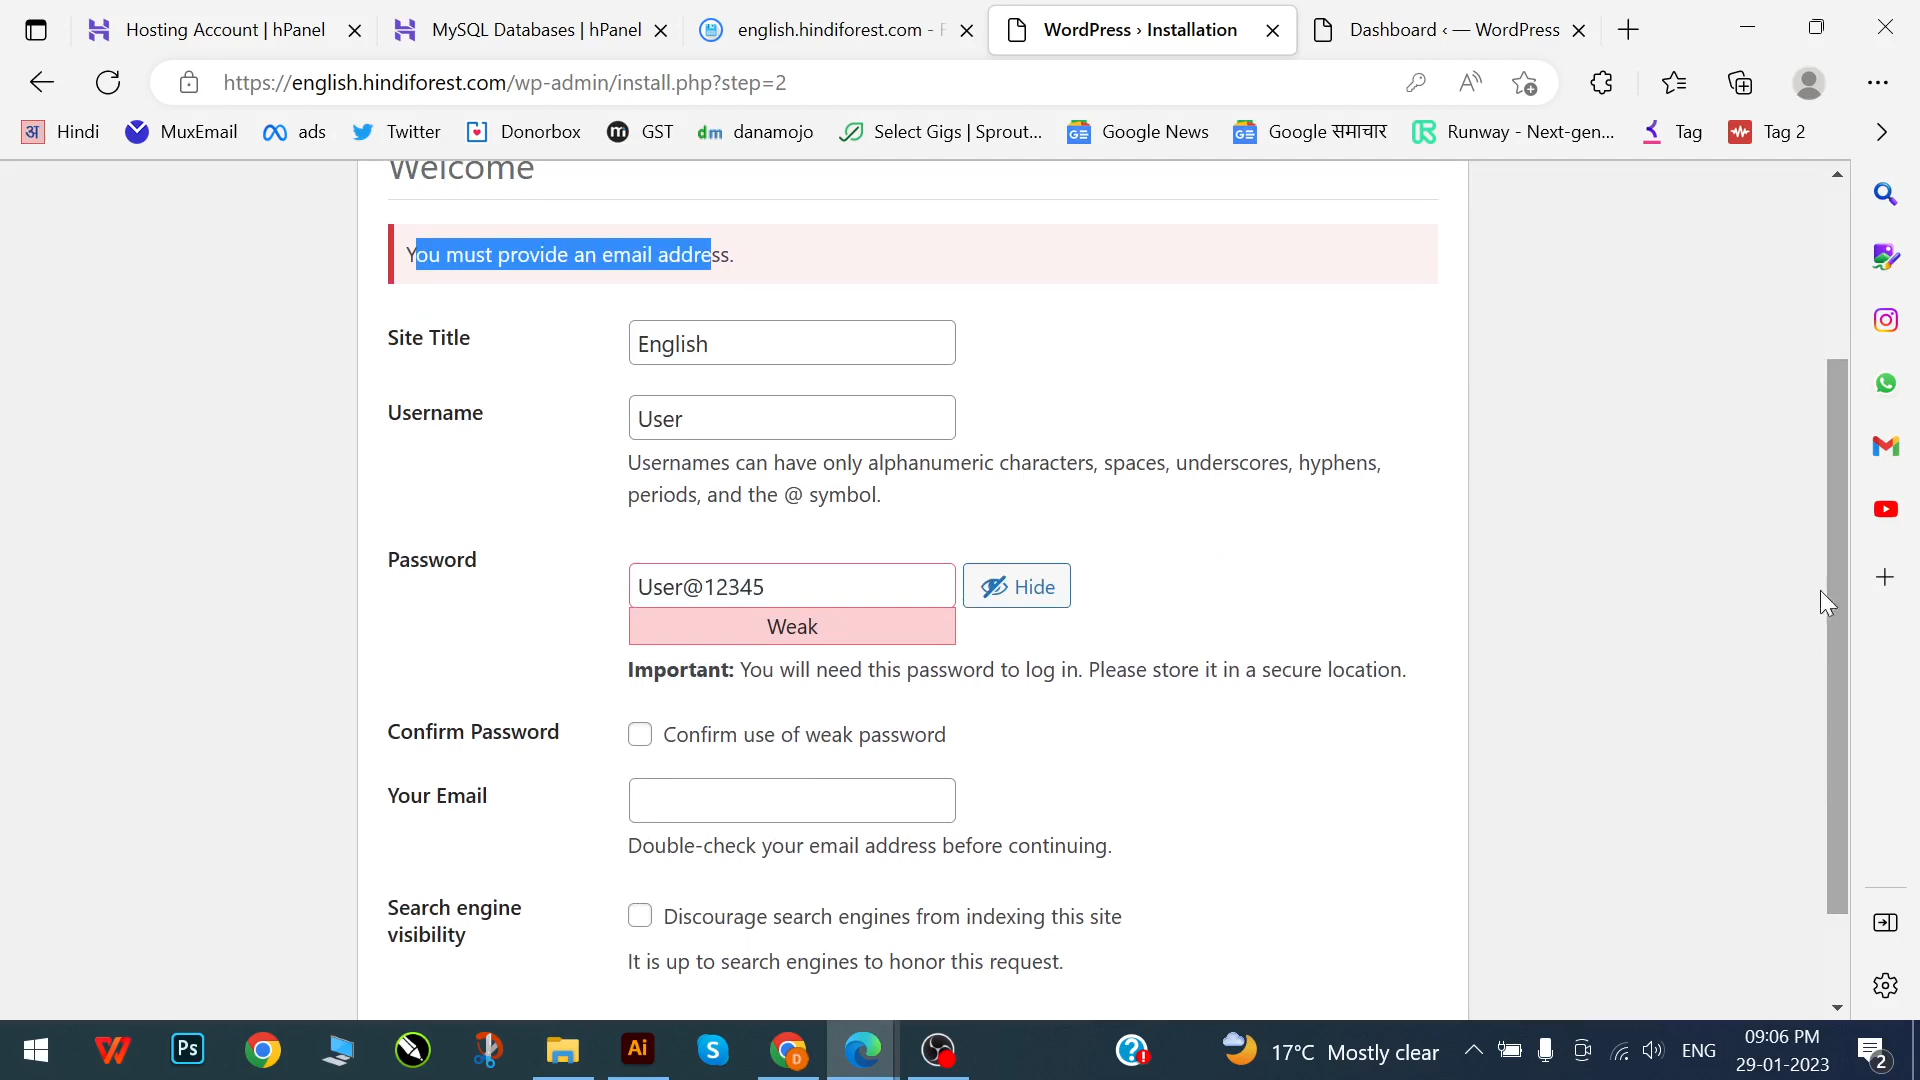 Hosting Account | hPanel
MySQL Databases | hPanel
english.hindiforest.com -
WordPress › Installation
Dashboard ‹ — WordPress
https://english.hindiforest.com/wp-admin/install.php?step=2
अ Hindi
MuxEmail
ads
Twitter
Donorbox
m GST
dm danamojo
Select Gigs | Sprout...
GE Google News
GE Google समाचार
Runway - Next-gen...
Tag
Tag 2
Welcome
You must provide an email address.
Site Title
English
Username
User
Usernames can have only alphanumeric characters, spaces, underscores, hyphens,
periods, and the @ symbol.
Password
User@12345
Hide
Weak
Important: You will need this password to log in. Please store it in a secure location.
Confirm Password
Confirm use of weak password
Your Email
Double-check your email address before continuing.
Search engine
visibility
Discourage search engines from indexing this site
It is up to search engines to honor this request.
W
Ps
Ai
S
D
?
17°C Mostly clear
ENG
09:06 PM
29-01-2023
2